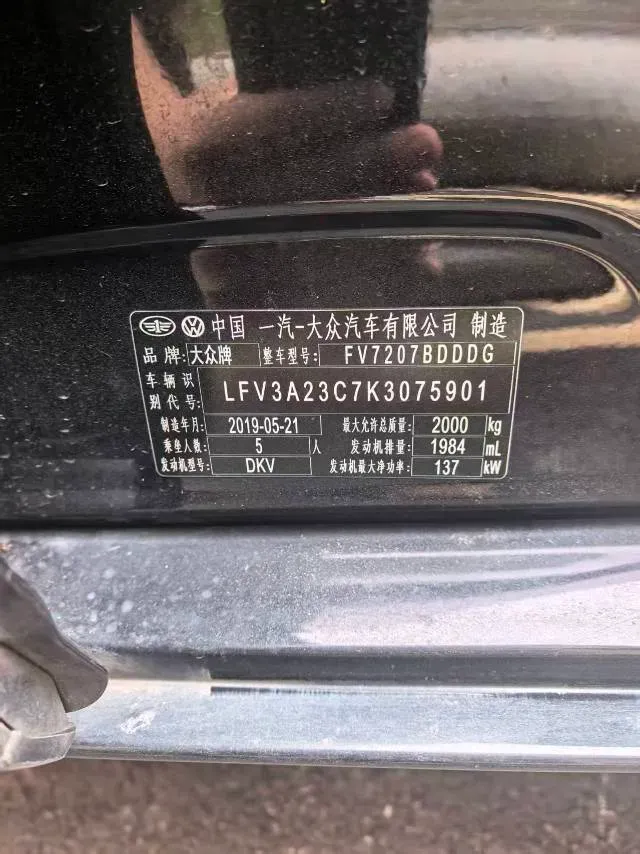 中国 一汽-大众汽车有限公司 制造
品牌:大众牌 整车型号: FV7207BDDDG
车辆识别代号: LFV3A23C7K3075901
制造年月: 2019-05-21 最大允许总质量: 2000 kg
乘坐人数: 5 人 发动机排量: 1984 mL
发动机型号: DKV 发动机最大净功率: 137 kW